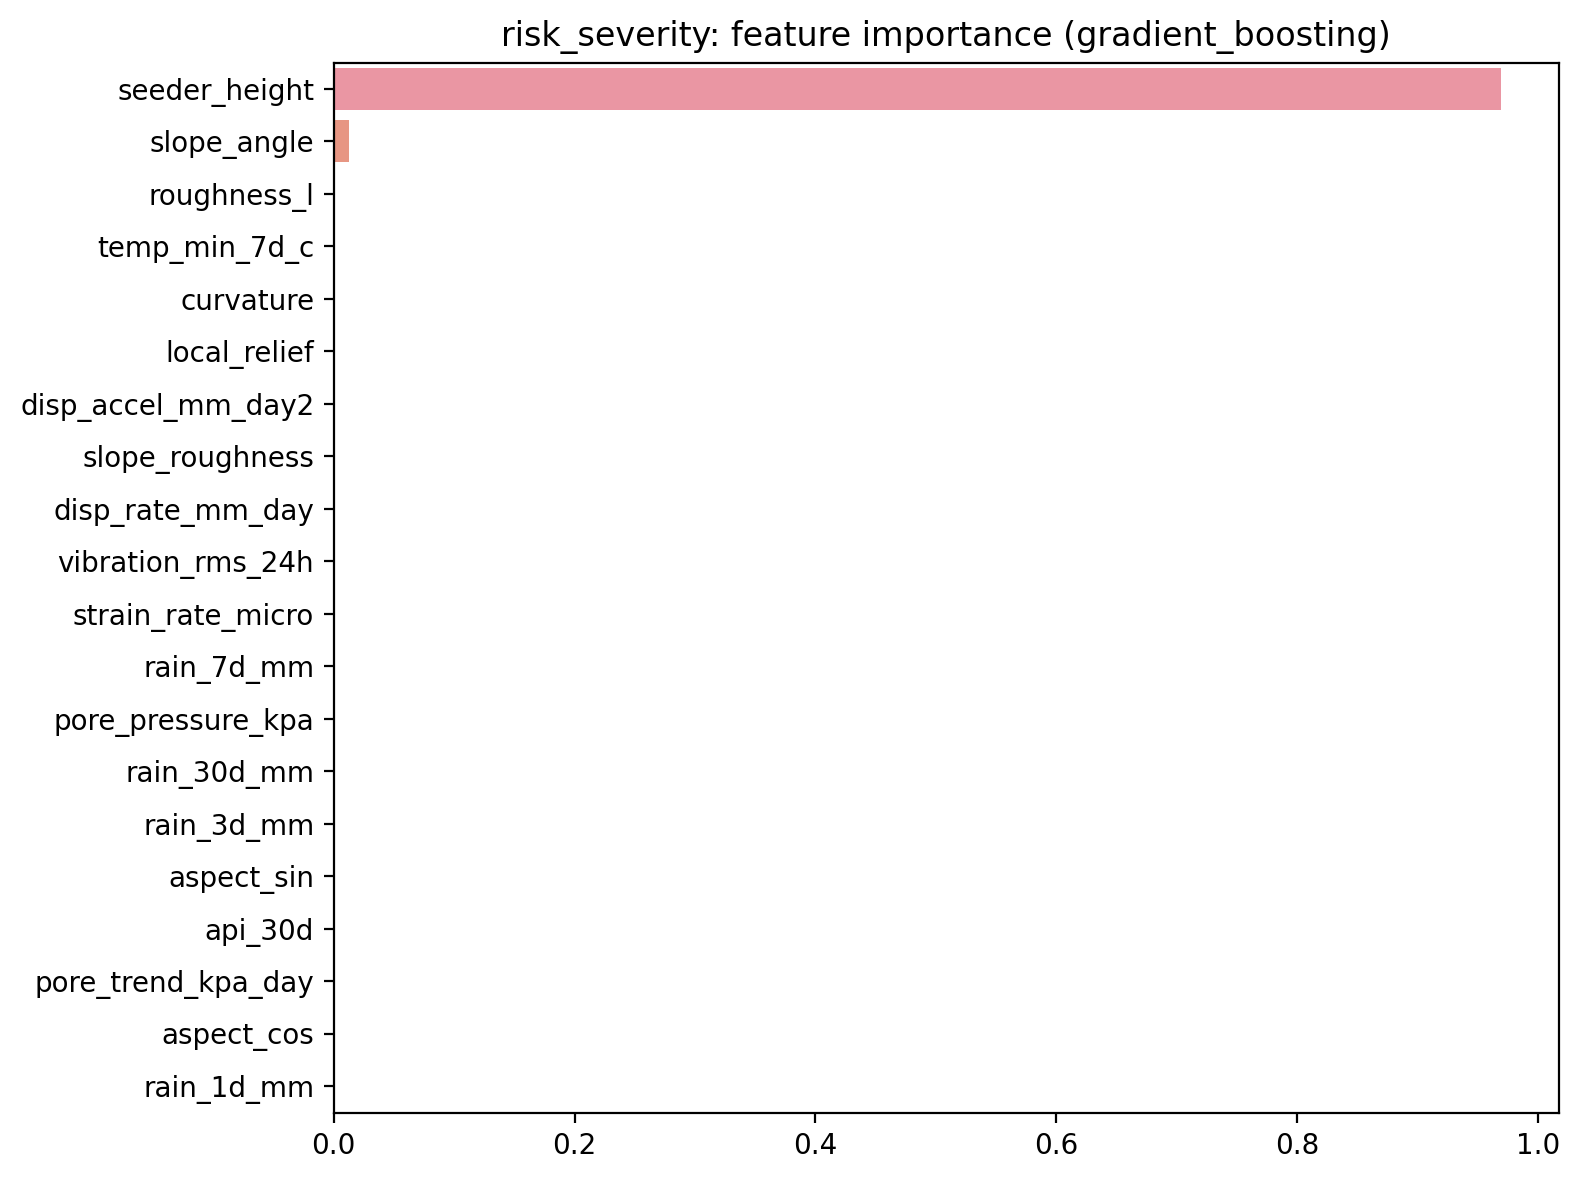 risk_severity: feature importance (gradient_boosting)
seeder_height
slope_angle
roughness_l
temp_min_7d_c
curvature
local_relief
disp_accel_mm_day2
slope_roughness
disp_rate_mm_day
vibration_rms_24h
strain_rate_micro
rain_7d_mm
pore_pressure_kpa
rain_30d_mm
rain_3d_mm
aspect_sin
api_30d
pore_trend_kpa_day
aspect_cos
rain_1d_mm
0.0 0.2 0.4 0.6 0.8 1.0